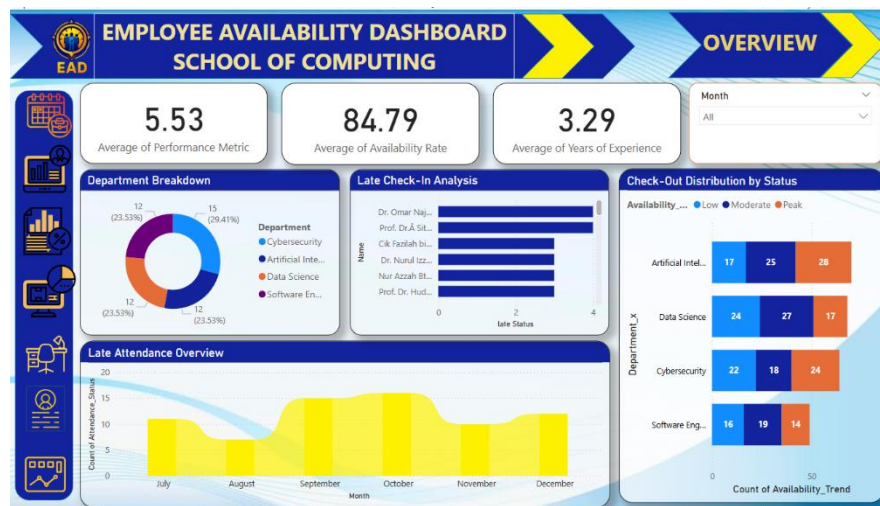 EAD
EMPLOYEE AVAILABILITY DASHBOARD
SCHOOL OF COMPUTING
OVERVIEW
5.53
Average of Performance Metric
84.79
Average of Availability Rate
3.29
Average of Years of Experience
Month
All
Department Breakdown
12
(23.53%)
15
(29.41%)
12
(23.53%)
12
(23.53%)
Department
Cybersecurity
Artificial Inte...
Data Science
Software En...
Late Check-In Analysis
Name
Dr. Omar Naj...
Prof. Dr.Â Sit...
Cik Fazilah bi...
Dr. Nurul Izz...
Nur Azzah Bt...
Prof. Dr. Hud...
0 2 4
late Status
Check-Out Distribution by Status
Availability_... Low Moderate Peak
Department_x
Artificial Intel... 17 25 28
Data Science 24 27 17
Cybersecurity 22 18 24
Software Eng... 16 19 14
0 50
Count of Availability_Trend
Late Attendance Overview
Count of Attendance_Status
20
15
10
5
0
July August September October November December
Month